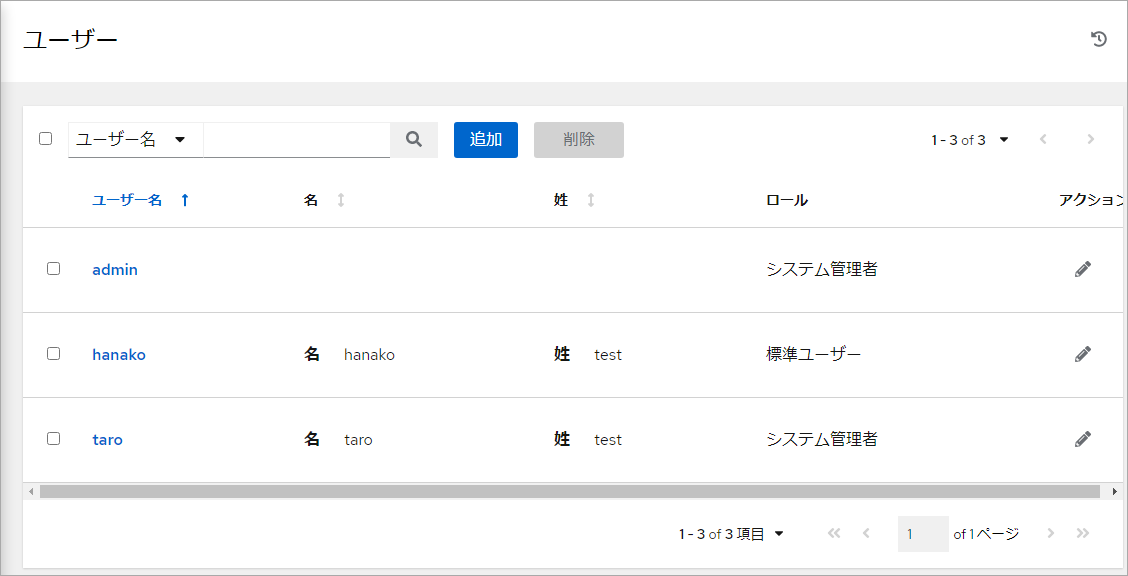 ユーザー
ユーザー名 追加 削除 1 - 3 of 3
ユーザー名 名 姓 ロール アクション
admin システム管理者
hanako 名 hanako 姓 test 標準ユーザー
taro 名 taro 姓 test システム管理者
1 - 3 of 3 項目 1 of 1 ページ